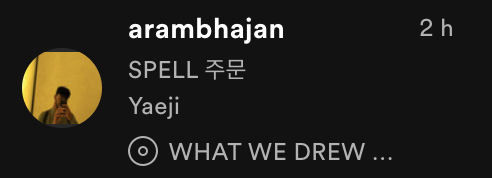 arambhajan
2 h
SPELL 주문
Yaeji
WHAT WE DREW ...